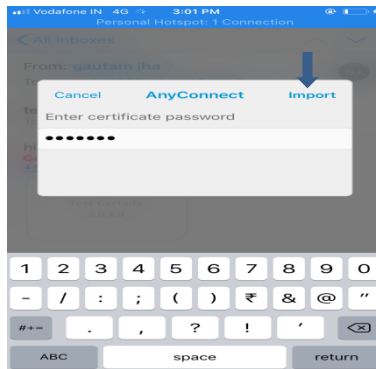 Vodafone IN 4G 3:01 PM
Personal Hotspot: 1 Connection
All Inboxes
From: gautam jha
Cancel AnyConnect Import
Enter certificate password
•••••••
1 2 3 4 5 6 7 8 9 0
- / : ; ( ) ₹ & @ "
#+= . , ? ! '
ABC space return